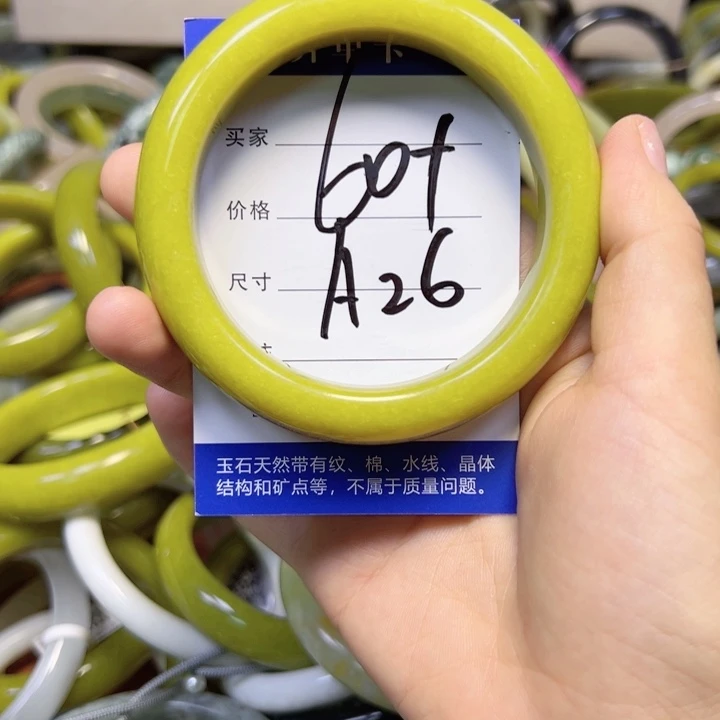 买家
价格
尺寸
60+
A26
玉石天然带有纹、棉、水线、晶体
结构和矿点等，不属于质量问题。